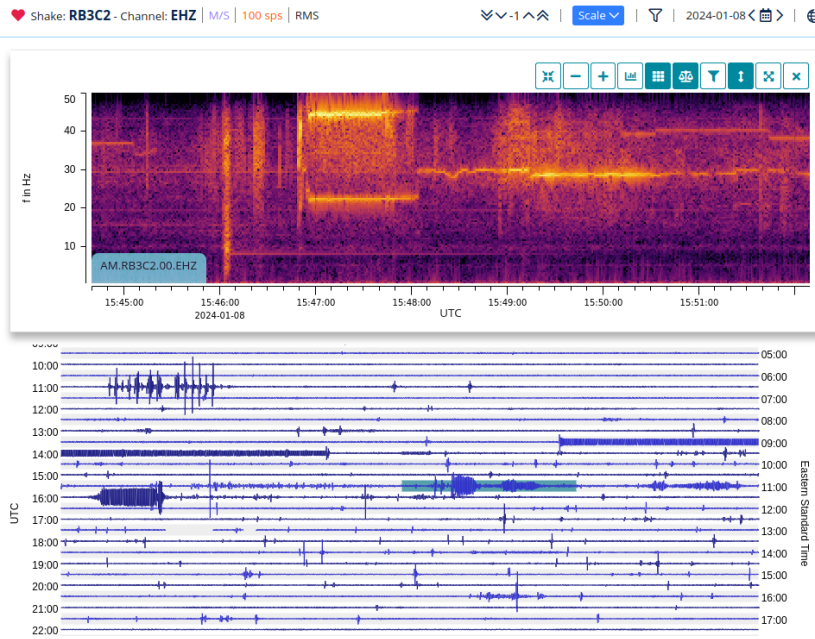 Shake: RB3C2 - Channel: EHZ | M/S | 100 sps | RMS -1 Scale 2024-01-08
50
40
30
20
10
f in Hz
AM.RB3C2.00.EHZ
15:45:00 15:46:00 15:47:00 15:48:00 15:49:00 15:50:00 15:51:00
2024-01-08
UTC
05:00
10:00 06:00
11:00 07:00
12:00 08:00
13:00 09:00
14:00 10:00
15:00 11:00
16:00 12:00
17:00 13:00
18:00 14:00
19:00 15:00
20:00 16:00
21:00 17:00
22:00
UTC
Eastern Standard Time